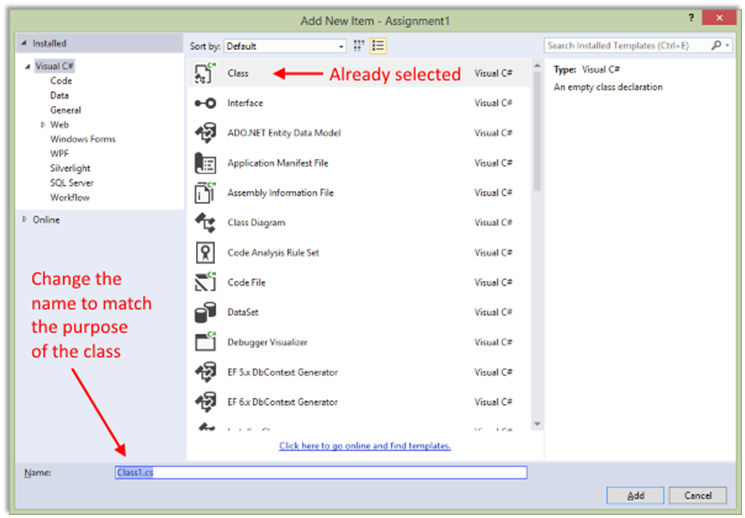 Add New Item - Assignment1
? ×
Installed
Sort by: Default
Search Installed Templates (Ctrl+E)
Visual C#
Code
Data
General
Web
Windows Forms
WPF
Silverlight
SQL Server
Workflow
Online
Class Visual C#
Already selected
Interface Visual C#
ADO.NET Entity Data Model Visual C#
Application Manifest File Visual C#
Assembly Information File Visual C#
Class Diagram Visual C#
Code Analysis Rule Set Visual C#
Code File Visual C#
DataSet Visual C#
Debugger Visualizer Visual C#
EF 5.x DbContext Generator Visual C#
EF 6.x DbContext Generator Visual C#
Type: Visual C#
An empty class declaration
Change the
name to match
the purpose
of the class
Click here to go online and find templates.
Name: Class1.cs
Add Cancel